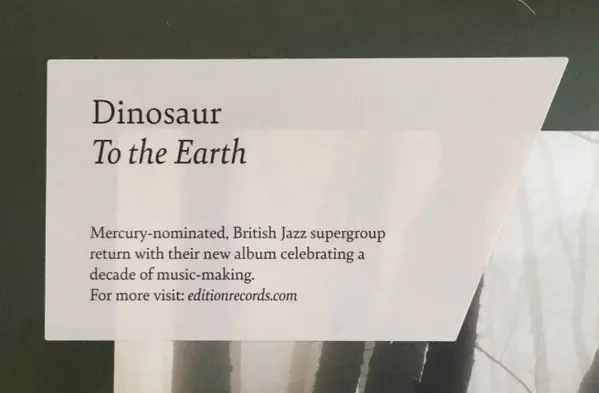 Dinosaur
To the Earth
Mercury-nominated, British Jazz supergroup
return with their new album celebrating a
decade of music-making.
For more visit: editionrecords.com